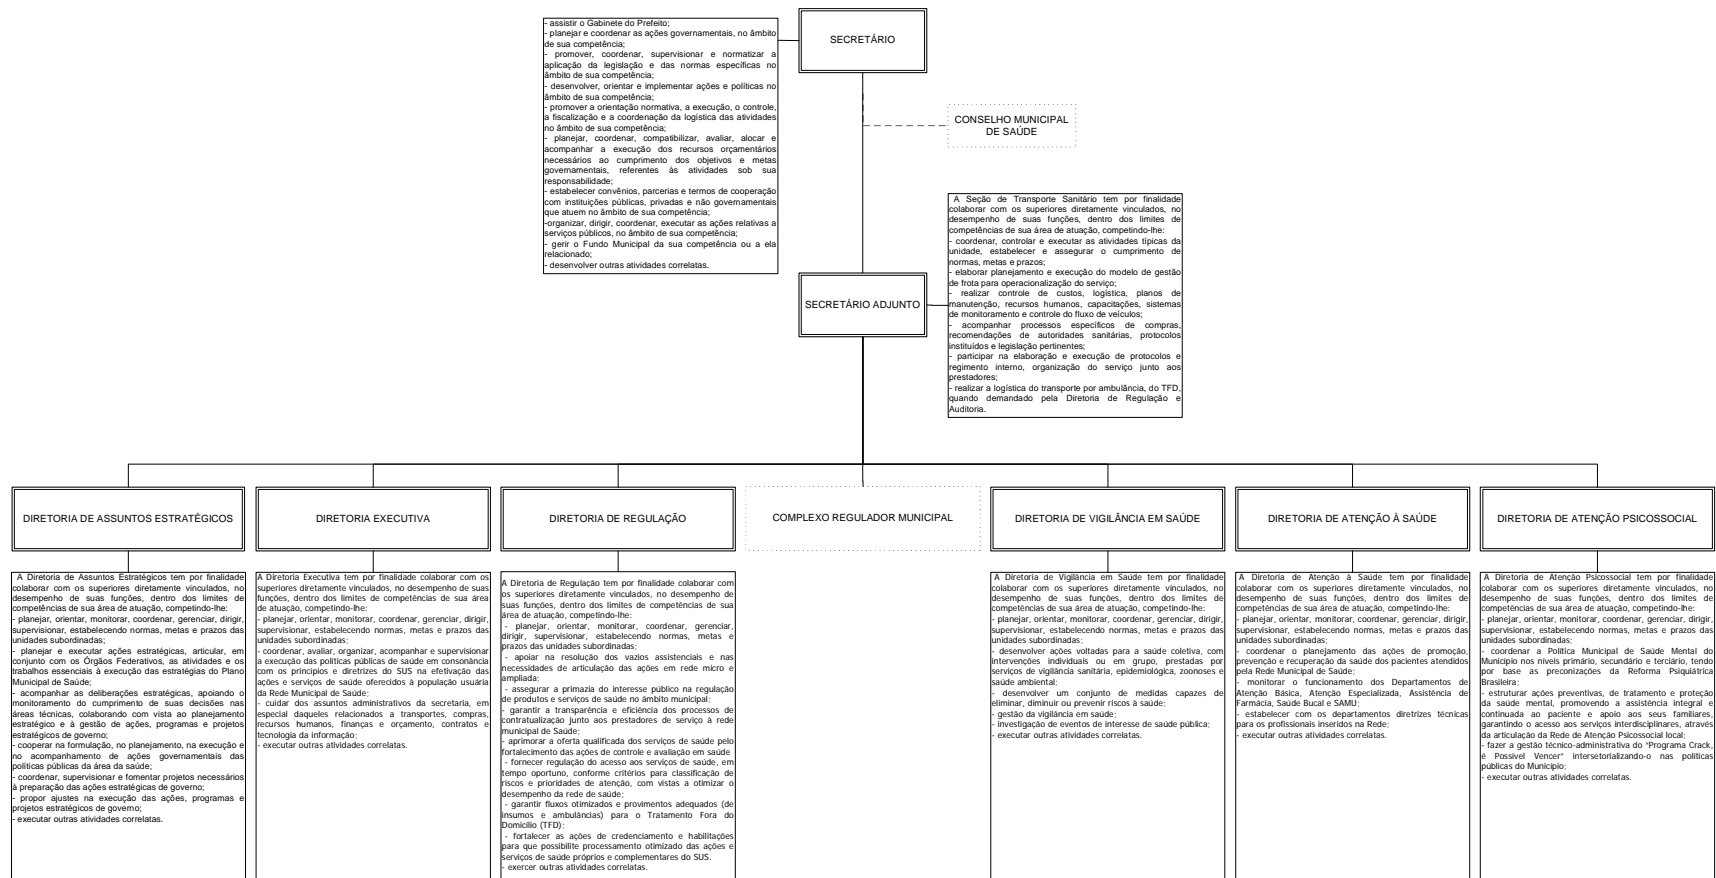 - assistir o Gabinete do Prefeito;
- planejar e coordenar as ações governamentais, no âmbito
de sua competência;
- promover, coordenar, supervisionar e normatizar a
aplicação da legislação e das normas específicas no
âmbito de sua competência;
- desenvolver, orientar e implementar ações e políticas no
âmbito de sua competência;
- promover a orientação normativa, a execução, o controle,
a fiscalização e a coordenação da logística das atividades
no âmbito de sua competência;
- planejar, coordenar, compatibilizar, avaliar, alocar e
acompanhar a execução dos recursos orçamentários
necessários ao cumprimento dos objetivos e metas
governamentais, referentes às atividades sob sua
responsabilidade;
- estabelecer convênios, parcerias e termos de cooperação
com instituições públicas, privadas e não governamentais
que atuem no âmbito de sua competência;
-organizar, dirigir, coordenar, executar as ações relativas a
serviços públicos, no âmbito de sua competência;
- gerir o Fundo Municipal da sua competência ou a ela
relacionado;
- desenvolver outras atividades correlatas.
SECRETÁRIO
CONSELHO MUNICIPAL
DE SAÚDE
SECRETÁRIO ADJUNTO
A Seção de Transporte Sanitário tem por finalidade
colaborar com os superiores diretamente vinculados, no
desempenho de suas funções, dentro dos limites de
competências de sua área de atuação, competindo-lhe:
- coordenar, controlar e executar as atividades típicas da
unidade, estabelecer e assegurar o cumprimento de
normas, metas e prazos;
- elaborar planejamento e execução do modelo de gestão
de frota para operacionalização do serviço;
- realizar controle de custos, logística, planos de
manutenção, recursos humanos, capacitações, sistemas
de monitoramento e controle do fluxo de veículos;
- acompanhar processos específicos de compras,
recomendações de autoridades sanitárias, protocolos
instituídos e legislação pertinentes;
- participar na elaboração e execução de protocolos e
regimento interno, organização do serviço junto aos
prestadores;
- realizar a logística do transporte por ambulância, do TFD,
quando demandado pela Diretoria de Regulação e
Auditoria.
DIRETORIA DE ASSUNTOS ESTRATÉGICOS
A Diretoria de Assuntos Estratégicos tem por finalidade
colaborar com os superiores diretamente vinculados, no
desempenho de suas funções, dentro dos limites de
competências de sua área de atuação, competindo-lhe:
- planejar, orientar, monitorar, coordenar, gerenciar, dirigir,
supervisionar, estabelecendo normas, metas e prazos das
unidades subordinadas;
- planejar e executar ações estratégicas, articular, em
conjunto com os Órgãos Federativos, as atividades e os
trabalhos essenciais à execução das estratégias do Plano
Municipal de Saúde;
- acompanhar as deliberações estratégicas, apoiando o
monitoramento do cumprimento de suas decisões nas
áreas técnicas, colaborando com vista ao planejamento
estratégico e à gestão de ações, programas e projetos
estratégicos de governo;
- cooperar na formulação, no planejamento, na execução e
no acompanhamento de ações governamentais das
políticas públicas da área da saúde;
- coordenar, supervisionar e fomentar projetos necessários
à preparação das ações estratégicas de governo;
- propor ajustes na execução das ações, programas e
projetos estratégicos de governo;
- executar outras atividades correlatas.
DIRETORIA EXECUTIVA
A Diretoria Executiva tem por finalidade colaborar com os
superiores diretamente vinculados, no desempenho de suas
funções, dentro dos limites de competências de sua área
de atuação, competindo-lhe:
- planejar, orientar, monitorar, coordenar, gerenciar, dirigir,
supervisionar, estabelecendo normas, metas e prazos das
unidades subordinadas;
- coordenar, avaliar, organizar, acompanhar e supervisionar
a execução das políticas públicas de saúde em consonância
com os princípios e diretrizes do SUS na efetivação das
ações e serviços de saúde oferecidos à população usuária
da Rede Municipal de Saúde;
- cuidar dos assuntos administrativos da secretaria, em
especial daqueles relacionados a transportes, compras,
recursos humanos, finanças e orçamento, contratos e
tecnologia da informação;
- executar outras atividades correlatas.
DIRETORIA DE REGULAÇÃO
A Diretoria de Regulação tem por finalidade colaborar com
os superiores diretamente vinculados, no desempenho de
suas funções, dentro dos limites de competências de sua
área de atuação, competindo-lhe:
- planejar, orientar, monitorar, coordenar, gerenciar,
dirigir, supervisionar, estabelecendo normas, metas e
prazos das unidades subordinadas;
- apoiar na resolução dos vazios assistenciais e nas
necessidades de articulação das ações em rede micro e
ampliada;
- assegurar a primazia do interesse público na regulação
de produtos e serviços de saúde no âmbito municipal;
- garantir a transparência e eficiência dos processos de
contratualização junto aos prestadores de serviço à rede
municipal de Saúde;
- aprimorar a oferta qualificada dos serviços de saúde pelo
fortalecimento das ações de controle e avaliação em saúde
- fornecer regulação do acesso aos serviços de saúde, em
tempo oportuno, conforme critérios para classificação de
riscos e prioridades de atenção, com vistas a otimizar o
desempenho da rede de saúde;
- garantir fluxos otimizados e provimentos adequados (de
insumos e ambulâncias) para o Tratamento Fora do
Domicílio (TFD);
- fortalecer as ações de credenciamento e habilitações
para que possibilite processamento otimizado das ações e
serviços de saúde próprios e complementares do SUS.
- exercer outras atividades correlatas.
COMPLEXO REGULADOR MUNICIPAL
DIRETORIA DE VIGILÂNCIA EM SAÚDE
A Diretoria de Vigilância em Saúde tem por finalidade
colaborar com os superiores diretamente vinculados, no
desempenho de suas funções, dentro dos limites de
competências de sua área de atuação, competindo-lhe:
- planejar, orientar, monitorar, coordenar, gerenciar, dirigir,
supervisionar, estabelecendo normas, metas e prazos das
unidades subordinadas;
- desenvolver ações voltadas para a saúde coletiva, com
intervenções individuais ou em grupo, prestadas por
serviços de vigilância sanitária, epidemiológica, zoonoses e
saúde ambiental;
- desenvolver um conjunto de medidas capazes de
eliminar, diminuir ou prevenir riscos à saúde;
- gestão da vigilância em saúde;
- investigação de eventos de interesse de saúde pública;
- executar outras atividades correlatas.
DIRETORIA DE ATENÇÃO À SAÚDE
A Diretoria de Atenção à Saúde tem por finalidade
colaborar com os superiores diretamente vinculados, no
desempenho de suas funções, dentro dos limites de
competências de sua área de atuação, competindo-lhe:
- planejar, orientar, monitorar, coordenar, gerenciar, dirigir,
supervisionar, estabelecendo normas, metas e prazos das
unidades subordinadas;
- coordenar o planejamento das ações de promoção,
prevenção e recuperação da saúde dos pacientes atendidos
pela Rede Municipal de Saúde;
- monitorar o funcionamento dos Departamentos de
Atenção Básica, Atenção Especializada, Assistência de
Farmácia, Saúde Bucal e SAMU;
- estabelecer com os departamentos diretrizes técnicas
para os profissionais inseridos na Rede;
- executar outras atividades correlatas.
DIRETORIA DE ATENÇÃO PSICOSSOCIAL
A Diretoria de Atenção Psicossocial tem por finalidade
colaborar com os superiores diretamente vinculados, no
desempenho de suas funções, dentro dos limites de
competências de sua área de atuação, competindo-lhe:
- planejar, orientar, monitorar, coordenar, gerenciar, dirigir,
supervisionar, estabelecendo normas, metas e prazos das
unidades subordinadas;
- coordenar a Política Municipal de Saúde Mental do
Município nos níveis primário, secundário e terciário, tendo
por base as preconizações da Reforma Psiquiátrica
Brasileira;
- estruturar ações preventivas, de tratamento e proteção
da saúde mental, promovendo a assistência integral e
continuada ao paciente e apoio aos seus familiares,
garantindo o acesso aos serviços interdisciplinares, através
da articulação da Rede de Atenção Psicossocial local;
- fazer a gestão técnico-administrativa do "Programa Crack,
é Possível Vencer" intersetorializando-o nas políticas
públicas do Município;
- executar outras atividades correlatas.